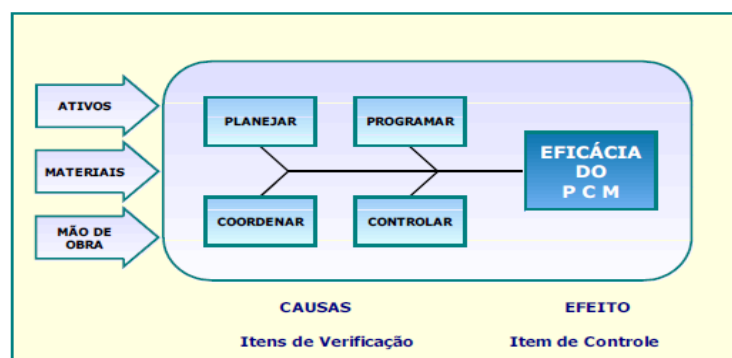 ATIVOS
MATERIAIS
MÃO DE
OBRA
PLANEJAR
PROGRAMAR
COORDENAR
CONTROLAR
EFICÁCIA
DO
P C M
CAUSAS
EFEITO
Itens de Verificação
Item de Controle